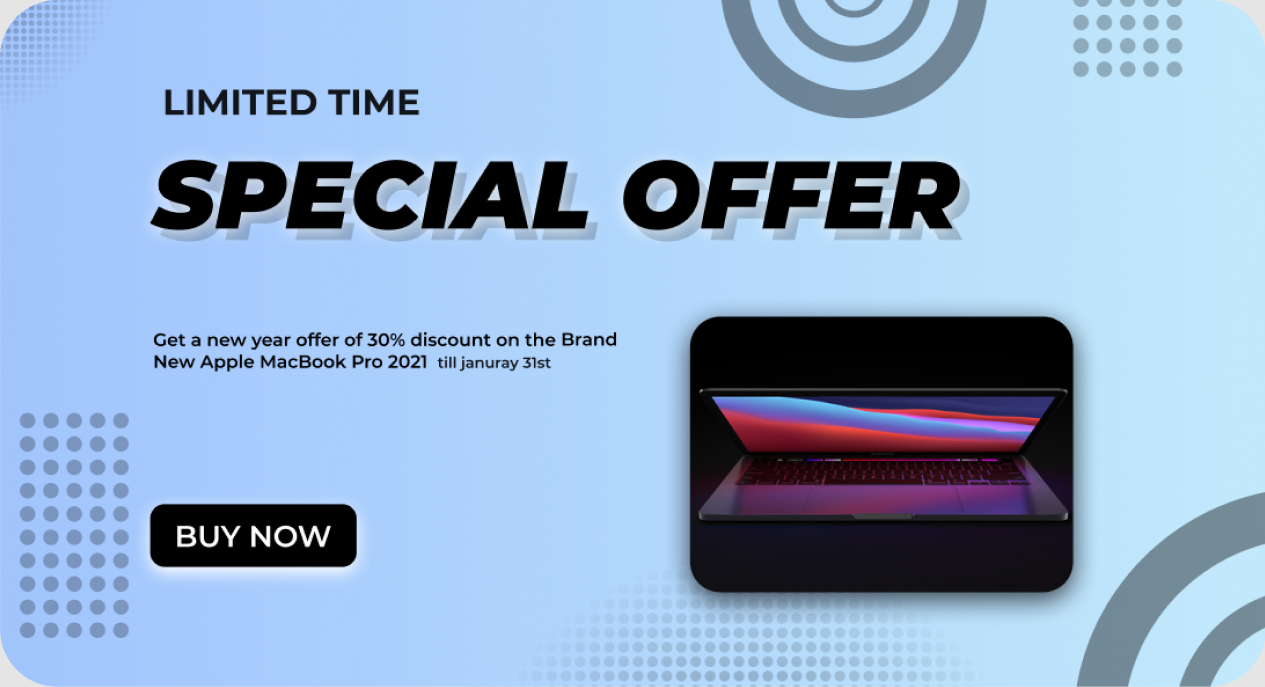 LIMITED TIME
SPECIAL OFFER
Get a new year offer of 30% discount on the Brand
New Apple MacBook Pro 2021 till januray 31st
BUY NOW